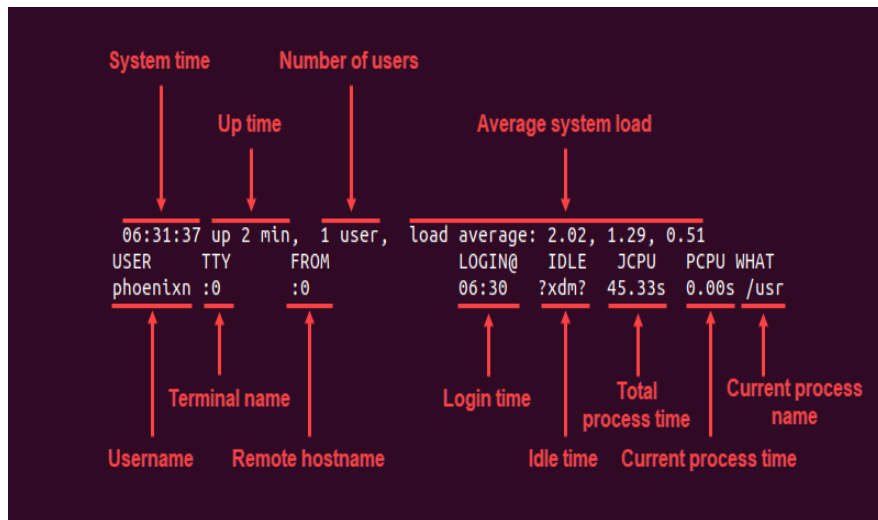 System time Number of users
Up time Average system load
06:31:37 up 2 min, 1 user, load average: 2.02, 1.29, 0.51
USER TTY FROM LOGIN@ IDLE JCPU PCPU WHAT
phoenixn :0 :0 06:30 ?xdm? 45.33s 0.00s /usr
Terminal name Login time Total process time Current process name
Username Remote hostname Idle time Current process time